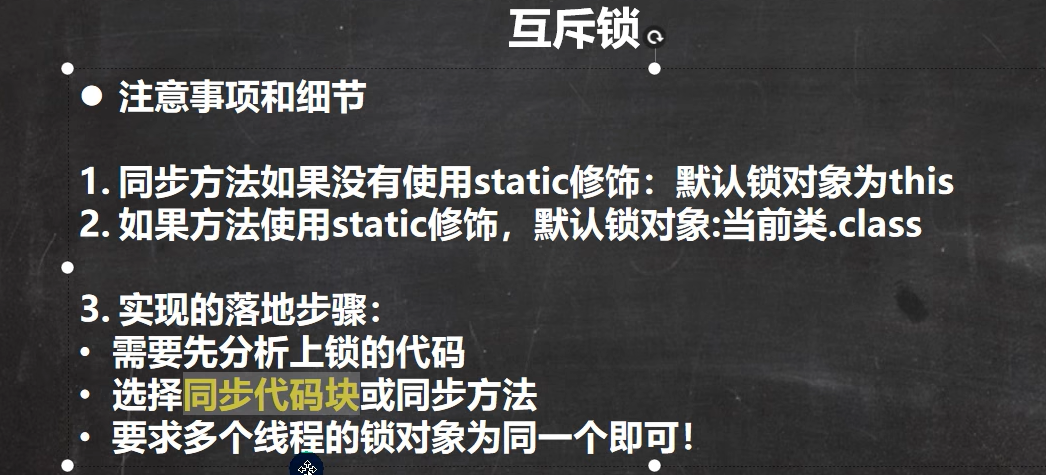 互斥锁
● 注意事项和细节
1. 同步方法如果没有使用static修饰：默认锁对象为this
2. 如果方法使用static修饰，默认锁对象:当前类.class
3. 实现的落地步骤：
• 需要先分析上锁的代码
• 选择同步代码块或同步方法
• 要求多个线程的锁对象为同一个即可！